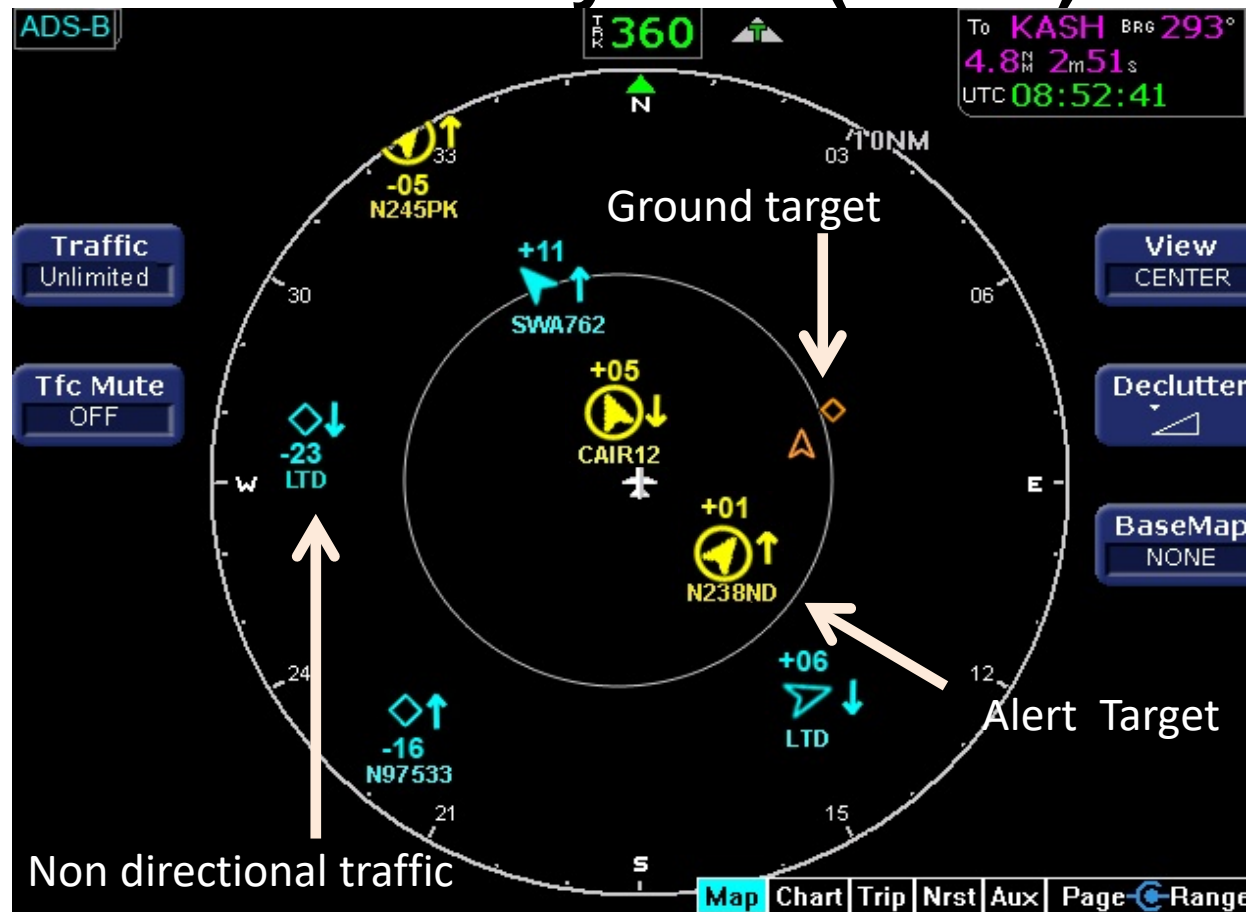 ADS-B
TRK 360
To KASH BRG 293°
4.8NM 2m51s
UTC 08:52:41
N
33
03
10NM
-05
N245PK
Ground target
Traffic
Unlimited
+11
SWA762
30
06
View
CENTER
Tfc Mute
OFF
+05
CAIR12
Declutter
-23
LTD
W
E
+01
N238ND
BaseMap
NONE
+06
LTD
24
12
Alert Target
-16
N97533
21
15
S
Non directional traffic
Map Chart Trip Nrst Aux Page Range